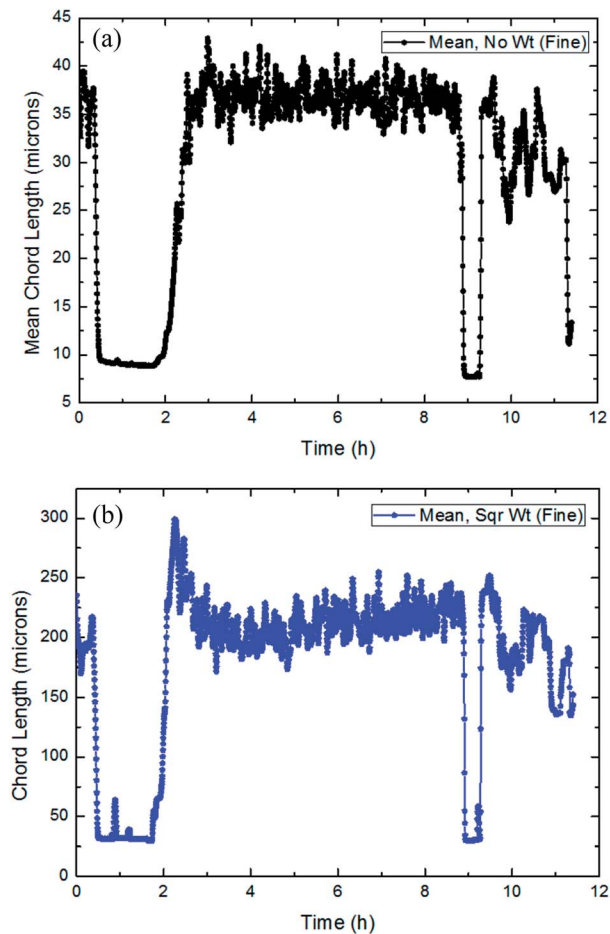 (a)
Mean, No Wt (Fine)
45
40
35
30
25
20
15
10
5
Mean Chord Length (microns)
0 2 4 6 8 10 12
Time (h)
(b)
Mean, Sqr Wt (Fine)
300
250
200
150
100
50
0
Chord Length (microns)
0 2 4 6 8 10 12
Time (h)